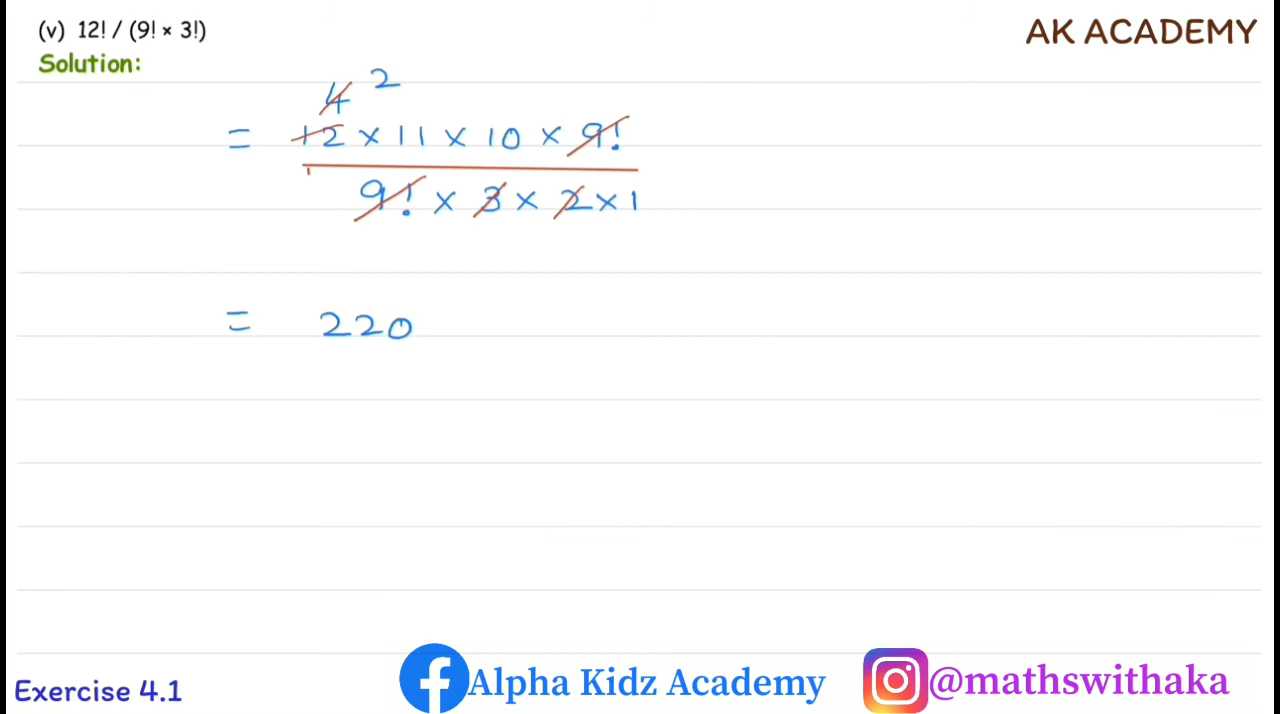 (v) 12! / (9! × 3!)
AK ACADEMY
Solution:
4 2
= 12 × 11 × 10 × 9!
9! × 3 × 2 × 1
= 220
Exercise 4.1
Alpha Kidz Academy
@mathswithaka